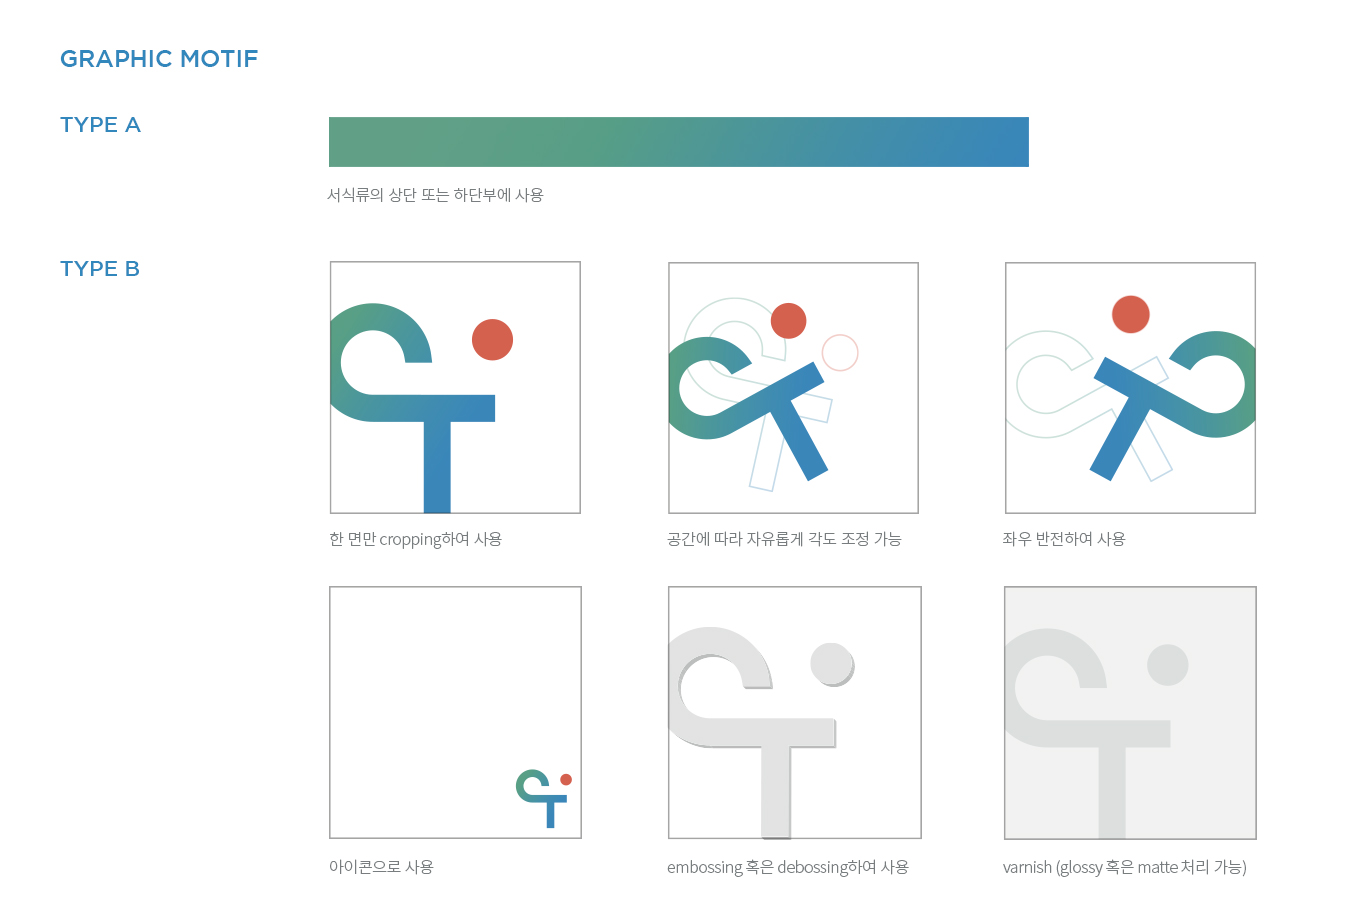 GRAPHIC MOTIF
TYPE A
서식류의 상단 또는 하단부에 사용
TYPE B
한 면만 cropping하여 사용
공간에 따라 자유롭게 각도 조정 가능
좌우 반전하여 사용
아이콘으로 사용
embossing 혹은 debossing하여 사용
varnish (glossy 혹은 matte 처리 가능)